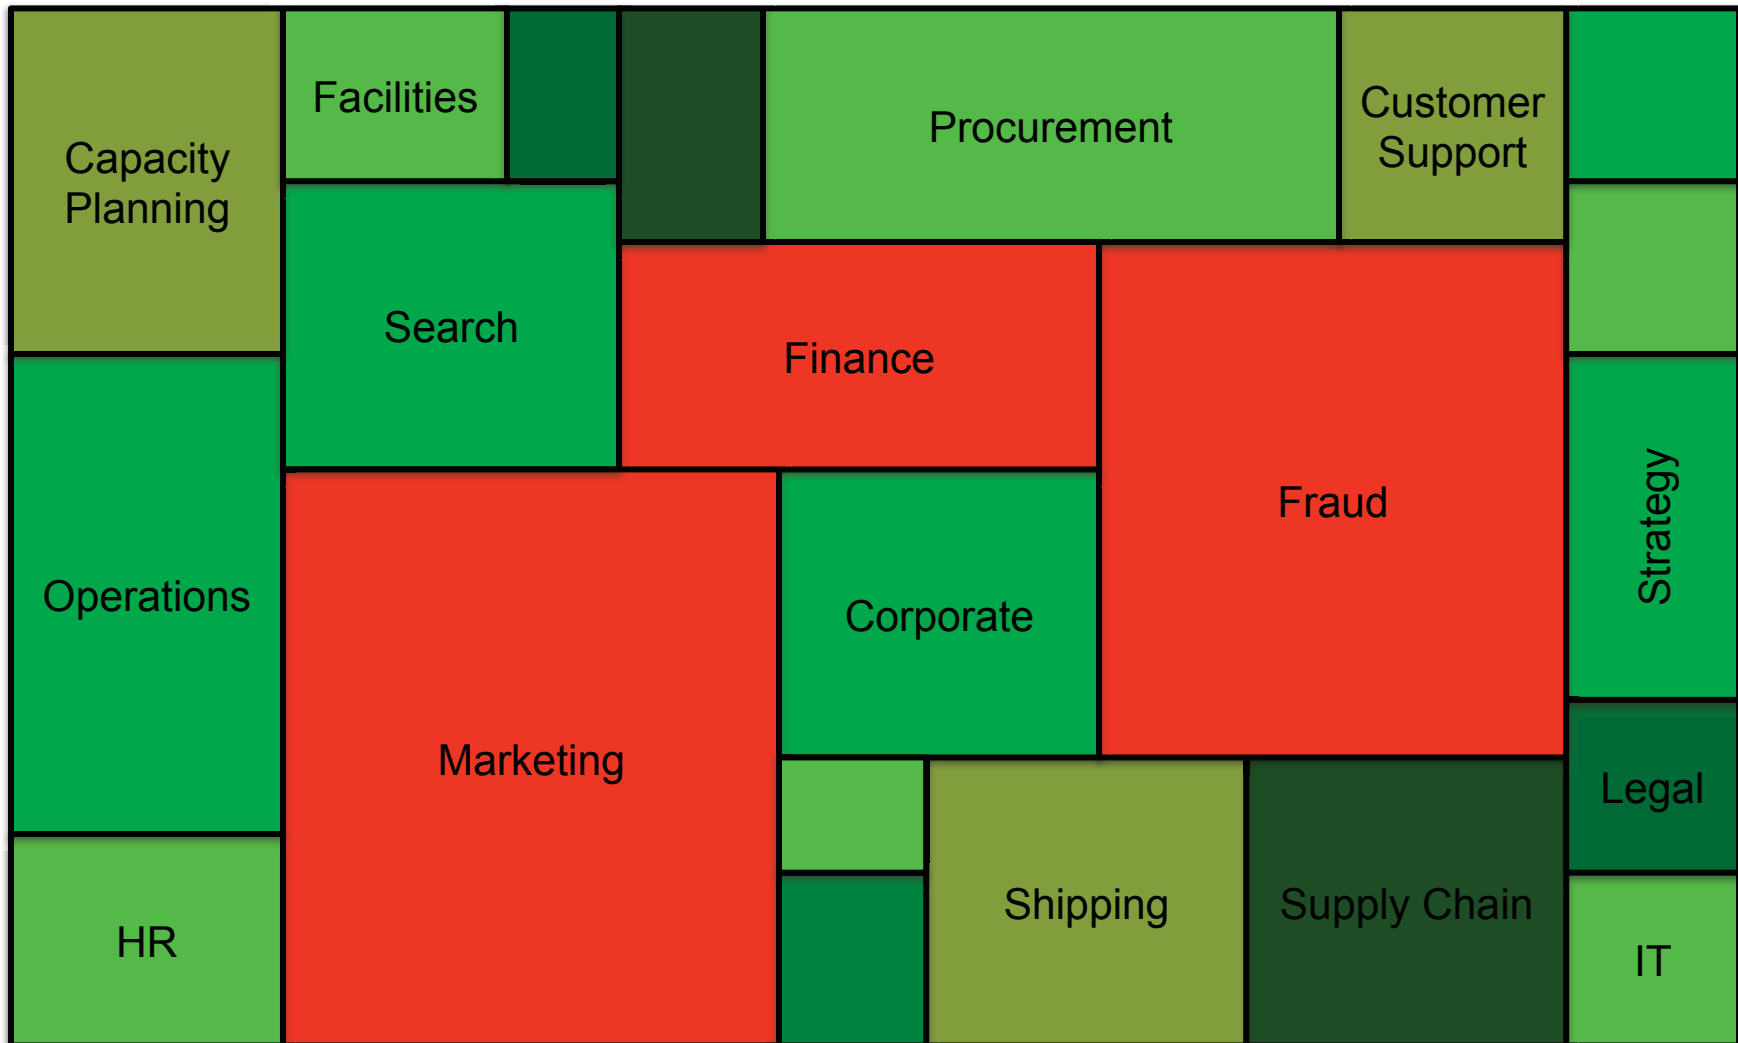 Facilities
Procurement
Customer
Support
Capacity
Planning
Search
Finance
Fraud
Strategy
Operations
Corporate
Marketing
Legal
Shipping
Supply Chain
HR
IT